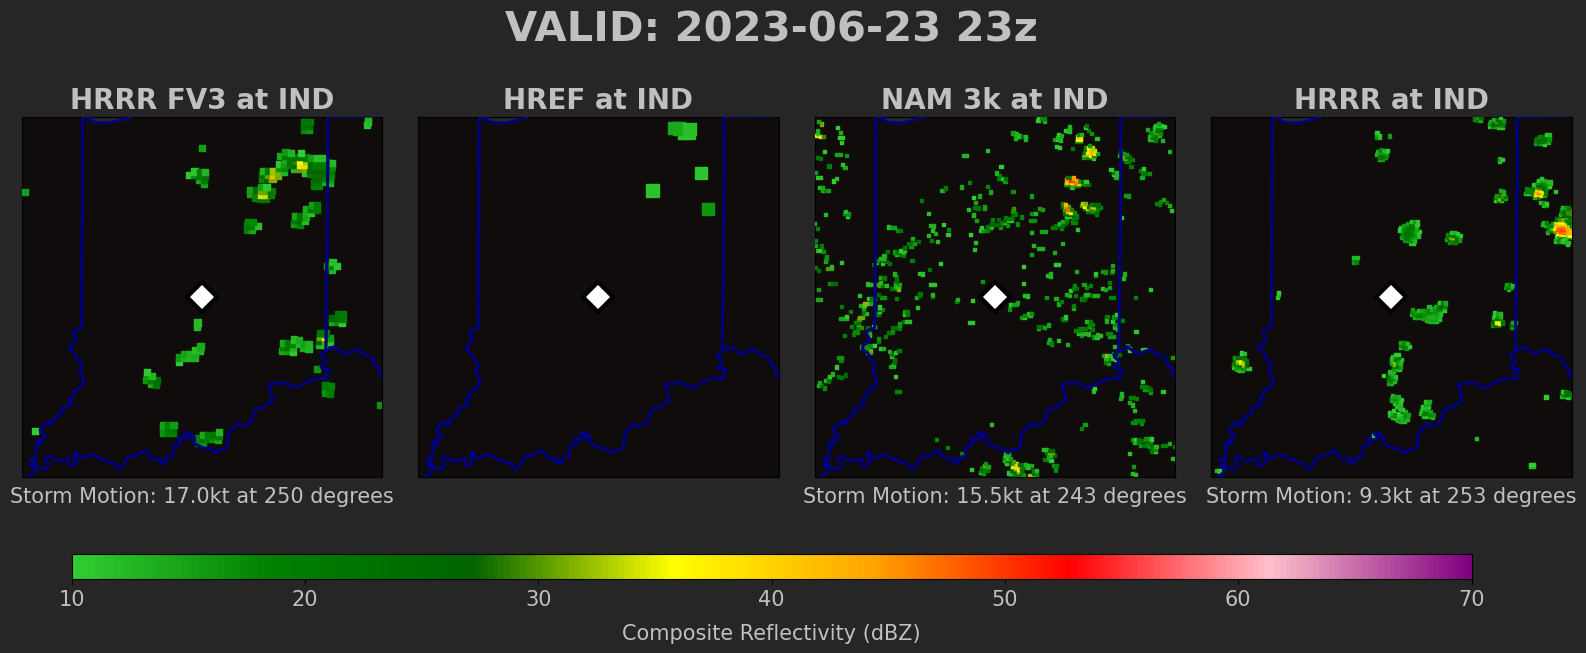 VALID: 2023-06-23 23z
HRRR FV3 at IND
HREF at IND
NAM 3k at IND
HRRR at IND
Storm Motion: 17.0kt at 250 degrees
Storm Motion: 15.5kt at 243 degrees
Storm Motion: 9.3kt at 253 degrees
10 20 30 40 50 60 70
Composite Reflectivity (dBZ)